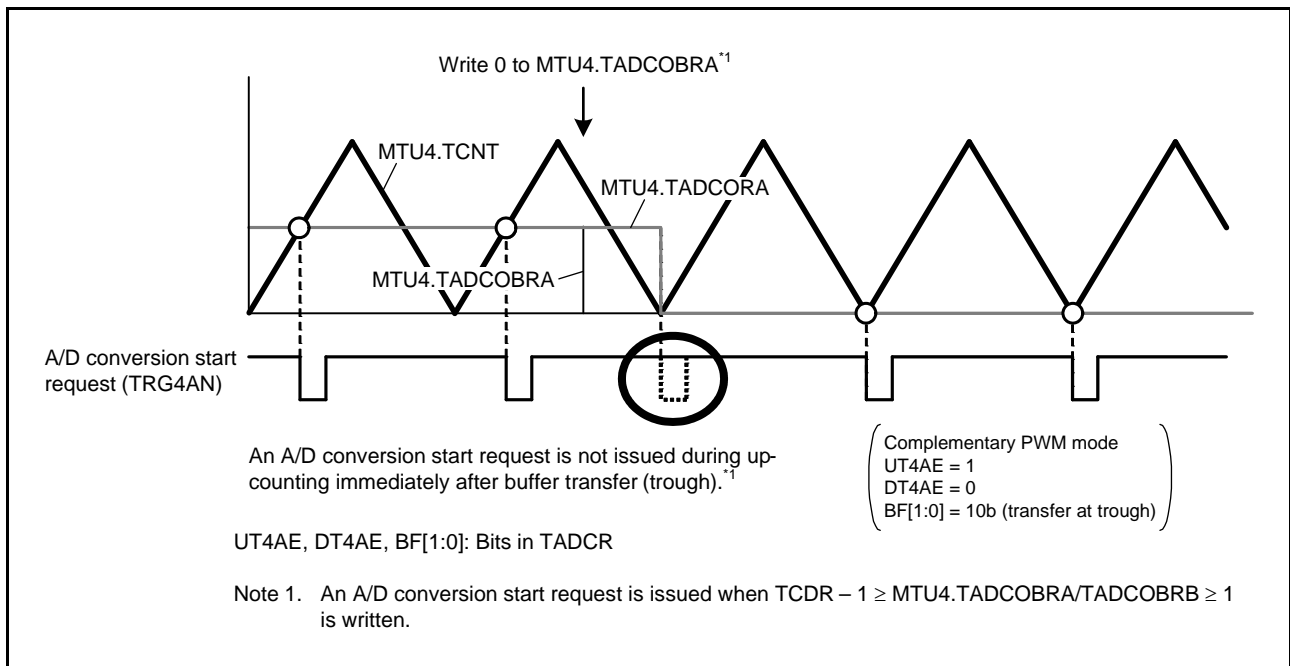 Write 0 to MTU4.TADCOBRA*1
MTU4.TCNT
MTU4.TADCORA
MTU4.TADCOBRA
A/D conversion start
request (TRG4AN)
An A/D conversion start request is not issued during up-
counting immediately after buffer transfer (trough).*1
Complementary PWM mode
UT4AE = 1
DT4AE = 0
BF[1:0] = 10b (transfer at trough)
UT4AE, DT4AE, BF[1:0]: Bits in TADCR
Note 1. An A/D conversion start request is issued when TCDR – 1 ≥ MTU4.TADCOBRA/TADCOBRB ≥ 1
is written.